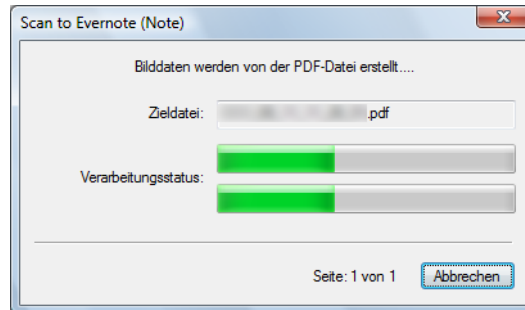 Scan to Evernote (Note)
Bilddaten werden von der PDF-Datei erstellt....
Zieldatei: .pdf
Verarbeitungsstatus:
Seite: 1 von 1 Abbrechen